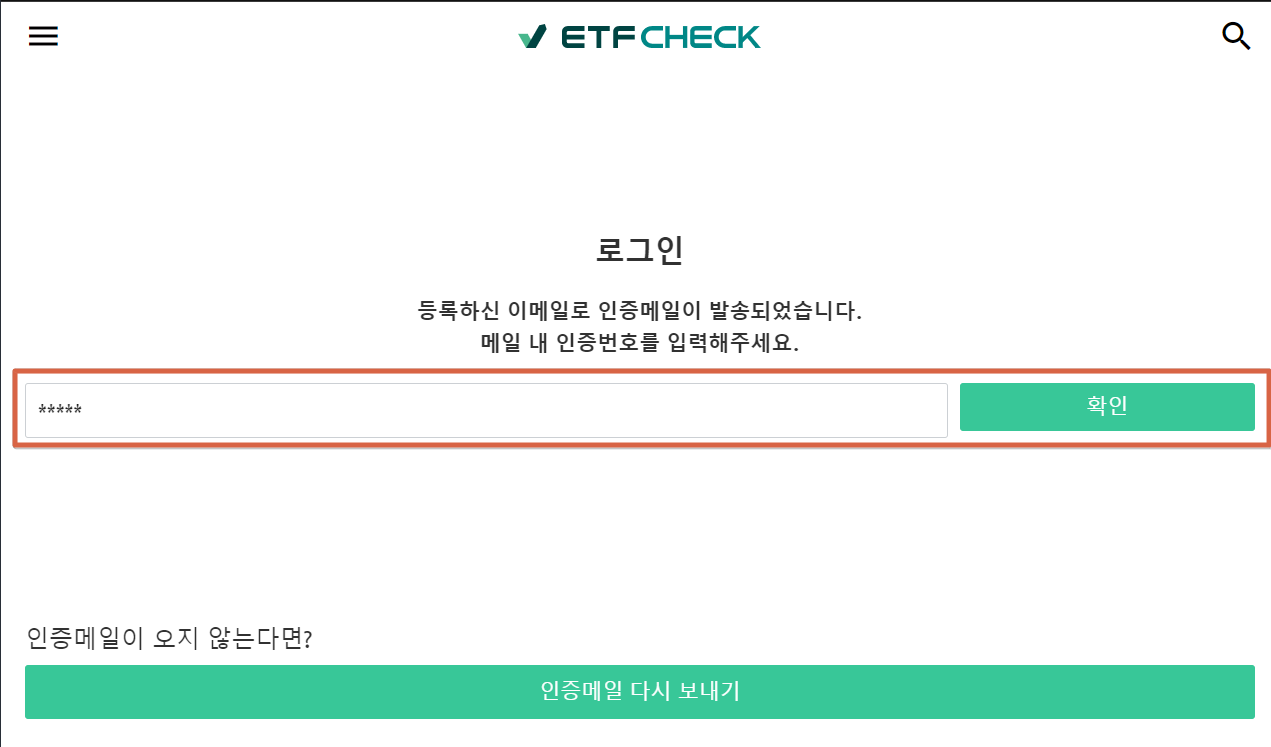 ETFCHECK
로그인
등록하신 이메일로 인증메일이 발송되었습니다.
메일 내 인증번호를 입력해주세요.
*****
확인
인증메일이 오지 않는다면?
인증메일 다시 보내기